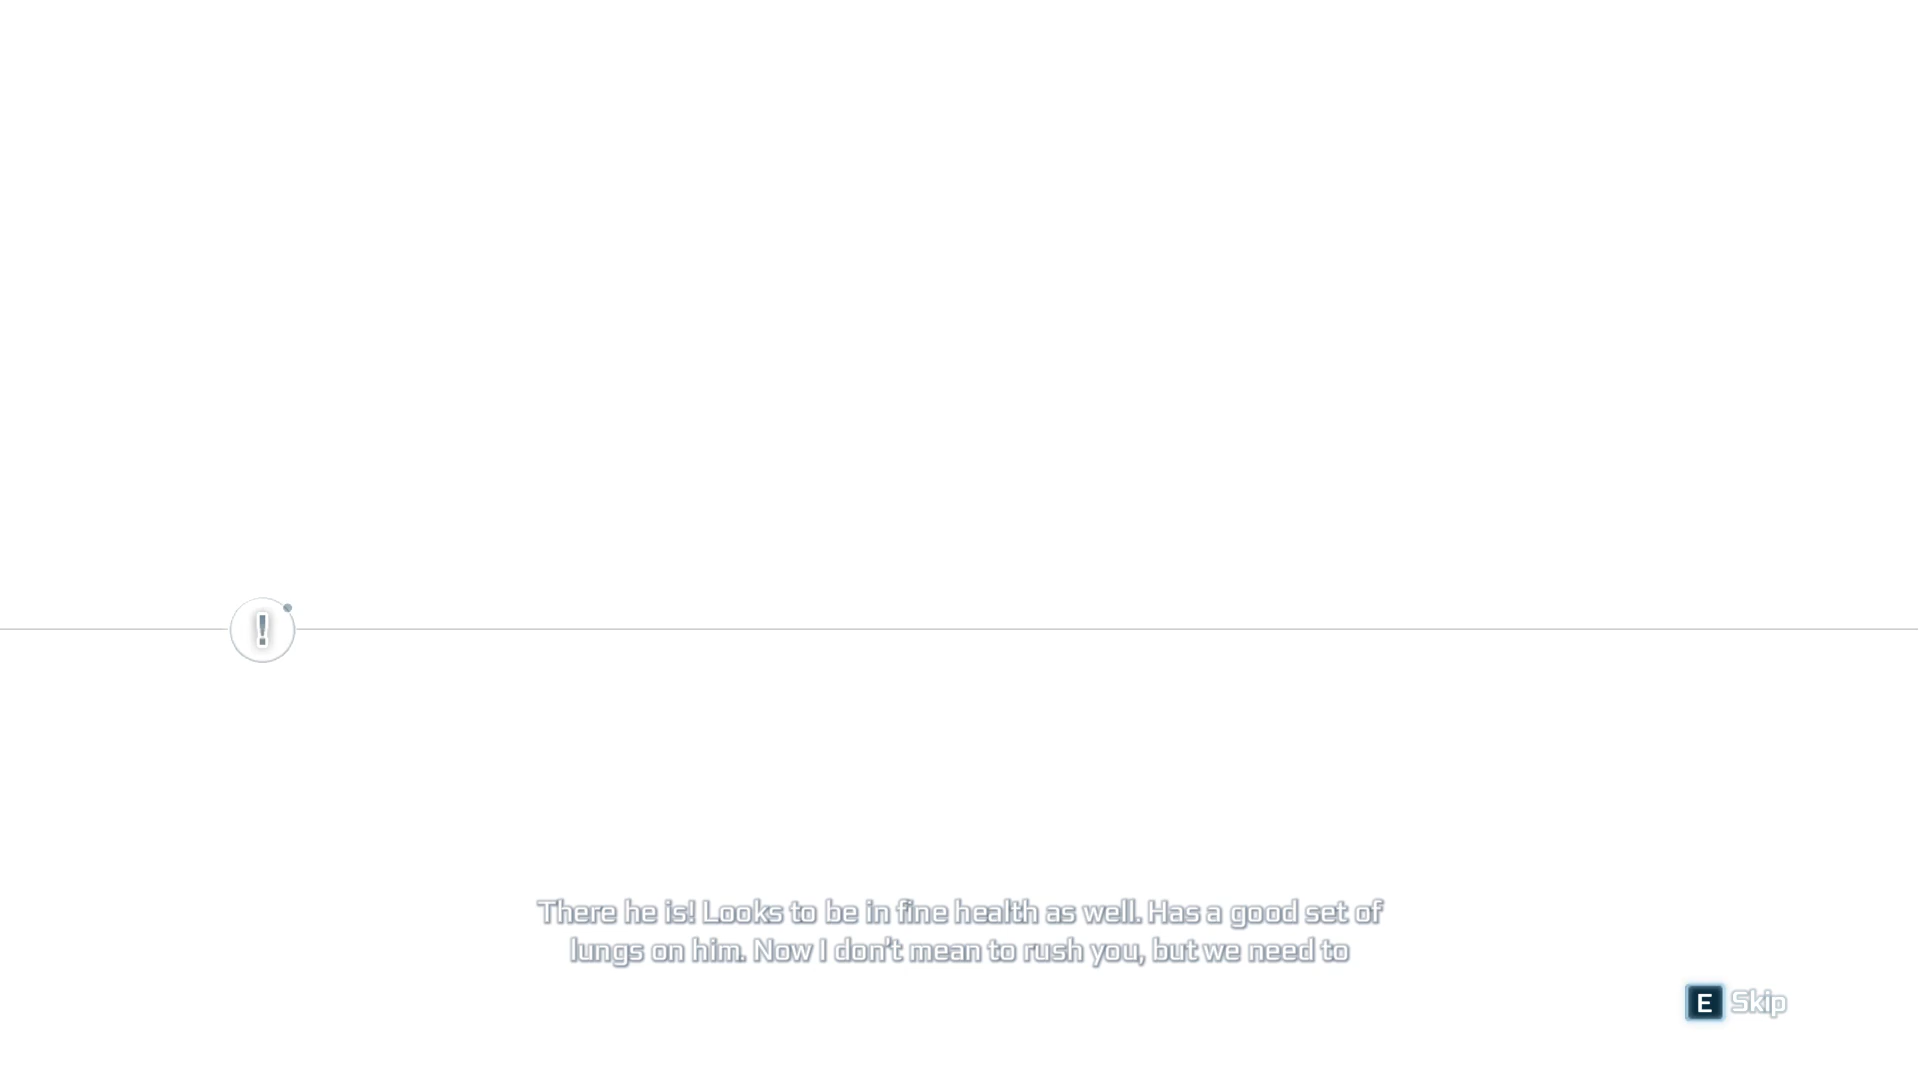 !
There he is! Looks to be in fine health as well. Has a good set of
lungs on him. Now I don't mean to rush you, but we need to
E Skip